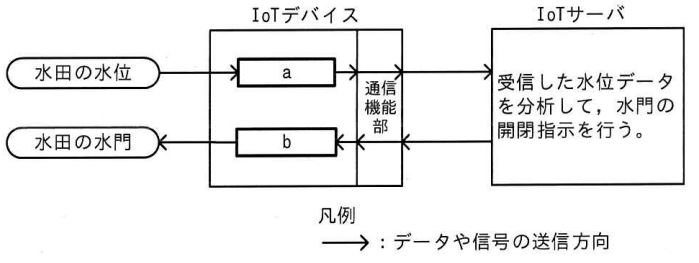 IoTデバイス
IoTサーバ
水田の水位
a
通信
機能
部
受信した水位データ
を分析して，水門の
開閉指示を行う。
水田の水門
b
凡例
：データや信号の送信方向